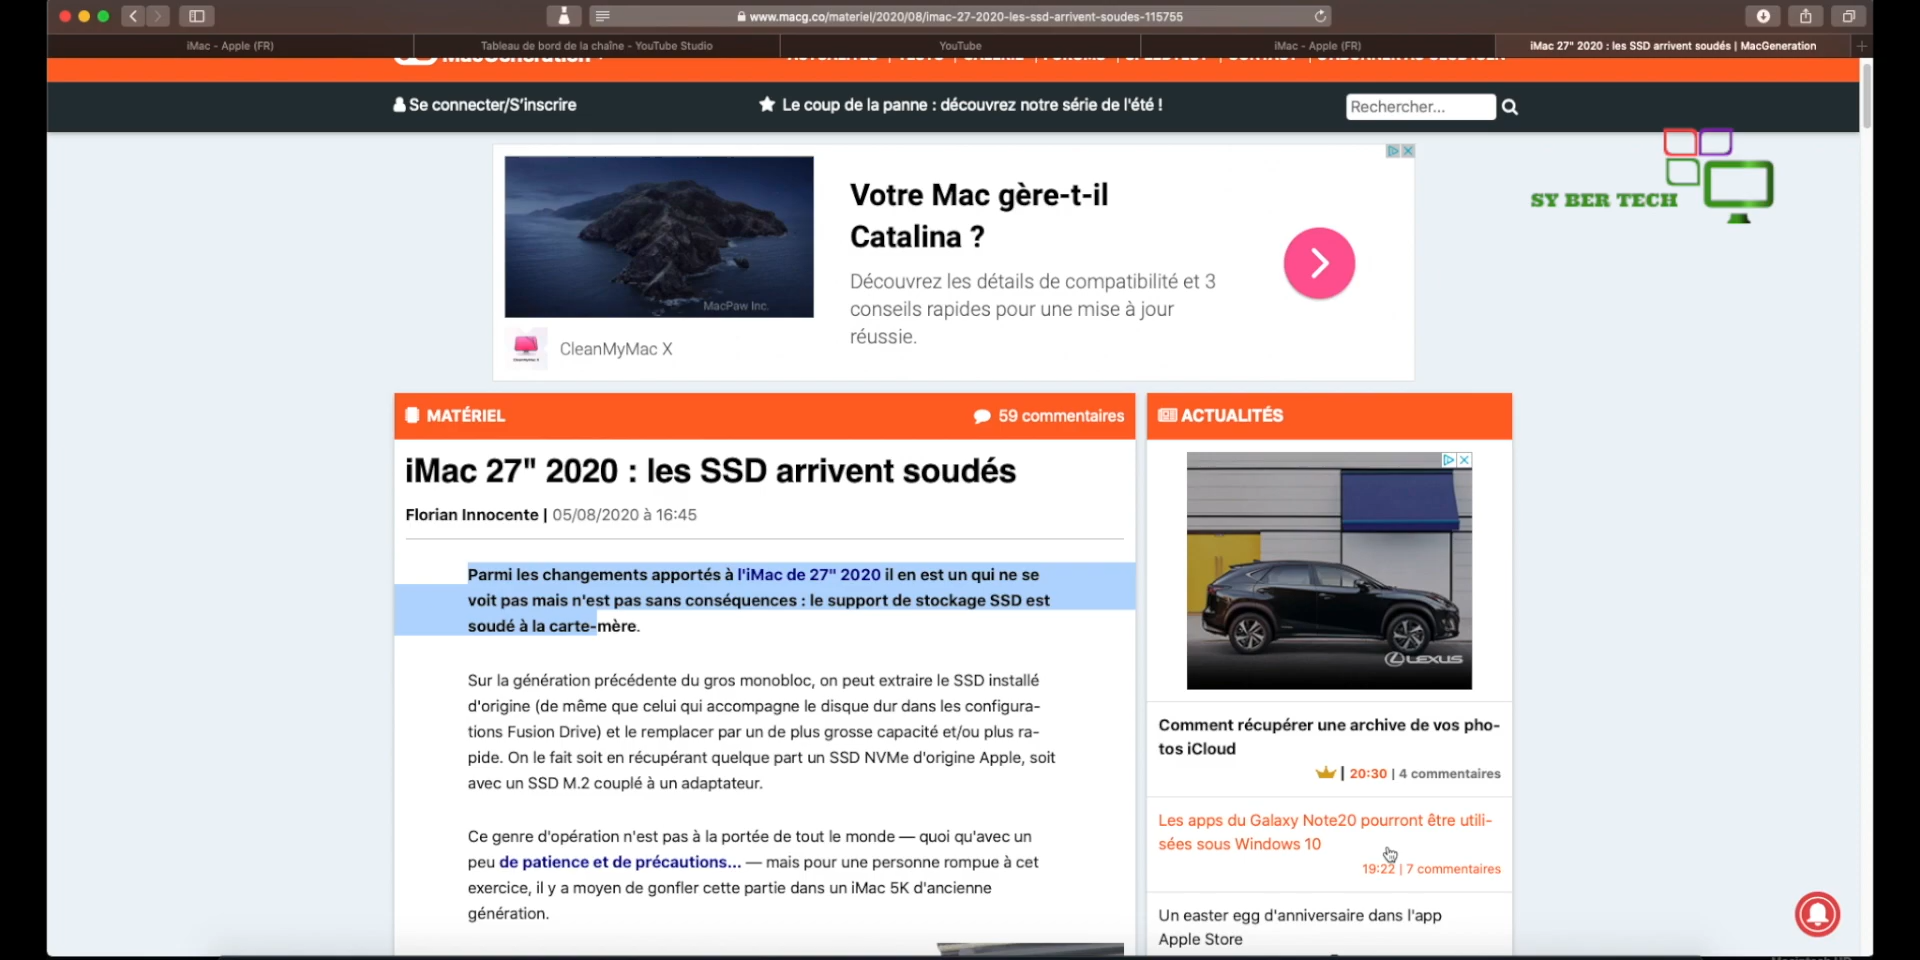 www.macg.co/materiel/2020/08/imac-27-2020-les-ssd-arrivent-soudes-115755
iMac - Apple (FR)
Tableau de bord de la chaîne - YouTube Studio
YouTube
iMac - Apple (FR)
iMac 27" 2020 : les SSD arrivent soudés | MacGeneration
Se connecter/S'inscrire
Le coup de la panne : découvrez notre série de l'été !
Rechercher...
SY BER TECH
MacPaw Inc.
CleanMyMac X
Votre Mac gère-t-il
Catalina ?
Découvrez les détails de compatibilité et 3
conseils rapides pour une mise à jour
réussie.
MATÉRIEL
59 commentaires
iMac 27" 2020 : les SSD arrivent soudés
Florian Innocente | 05/08/2020 à 16:45
Parmi les changements apportés à l'iMac de 27" 2020 il en est un qui ne se
voit pas mais n'est pas sans conséquences : le support de stockage SSD est
soudé à la carte-mère.
Sur la génération précédente du gros monobloc, on peut extraire le SSD installé
d'origine (de même que celui qui accompagne le disque dur dans les configura-
tions Fusion Drive) et le remplacer par un de plus grosse capacité et/ou plus ra-
pide. On le fait soit en récupérant quelque part un SSD NVMe d'origine Apple, soit
avec un SSD M.2 couplé à un adaptateur.
Ce genre d'opération n'est pas à la portée de tout le monde — quoi qu'avec un
peu de patience et de précautions... — mais pour une personne rompue à cet
exercice, il y a moyen de gonfler cette partie dans un iMac 5K d'ancienne
génération.
ACTUALITÉS
LEXUS
Comment récupérer une archive de vos pho-
tos iCloud
| 20:30 | 4 commentaires
Les apps du Galaxy Note20 pourront être utili-
sées sous Windows 10
19:22 | 7 commentaires
Un easter egg d'anniversaire dans l'app
Apple Store